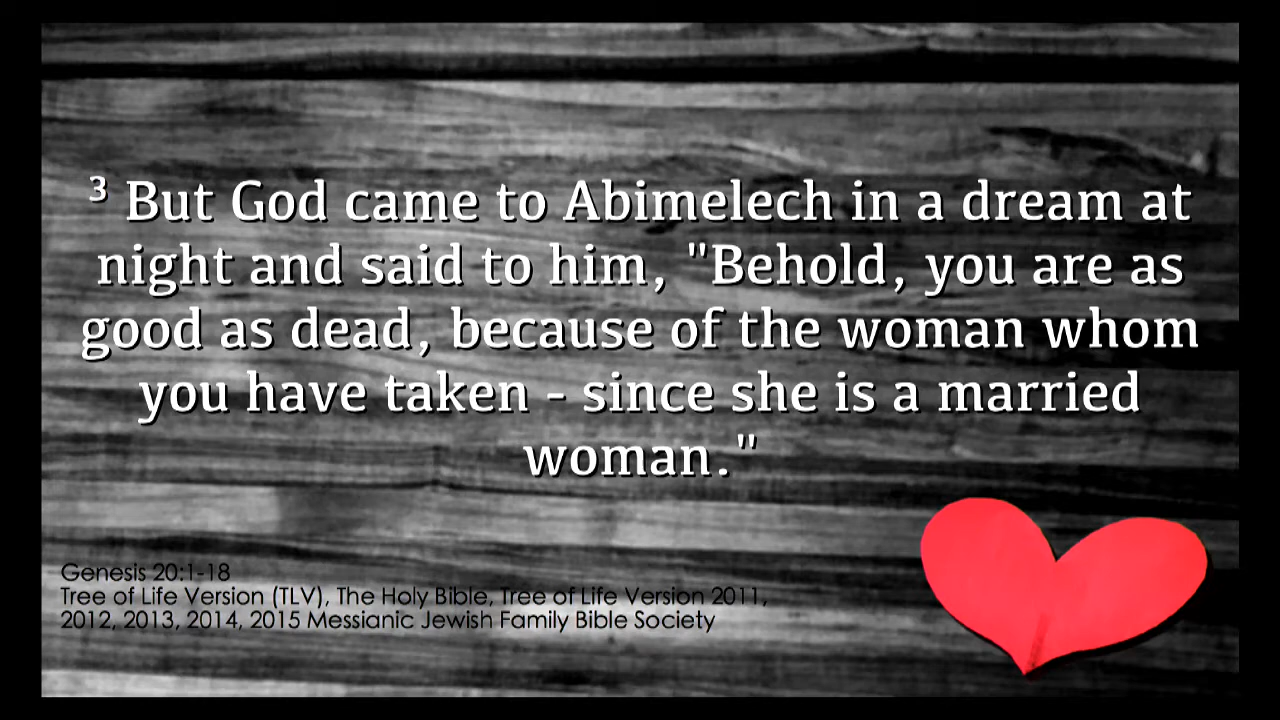 ³ But God came to Abimelech in a dream at
night and said to him, "Behold, you are as
good as dead, because of the woman whom
you have taken - since she is a married
woman."
Genesis 20:1-18
Tree of Life Version (TLV), The Holy Bible, Tree of Life Version 2011,
2012, 2013, 2014, 2015 Messianic Jewish Family Bible Society